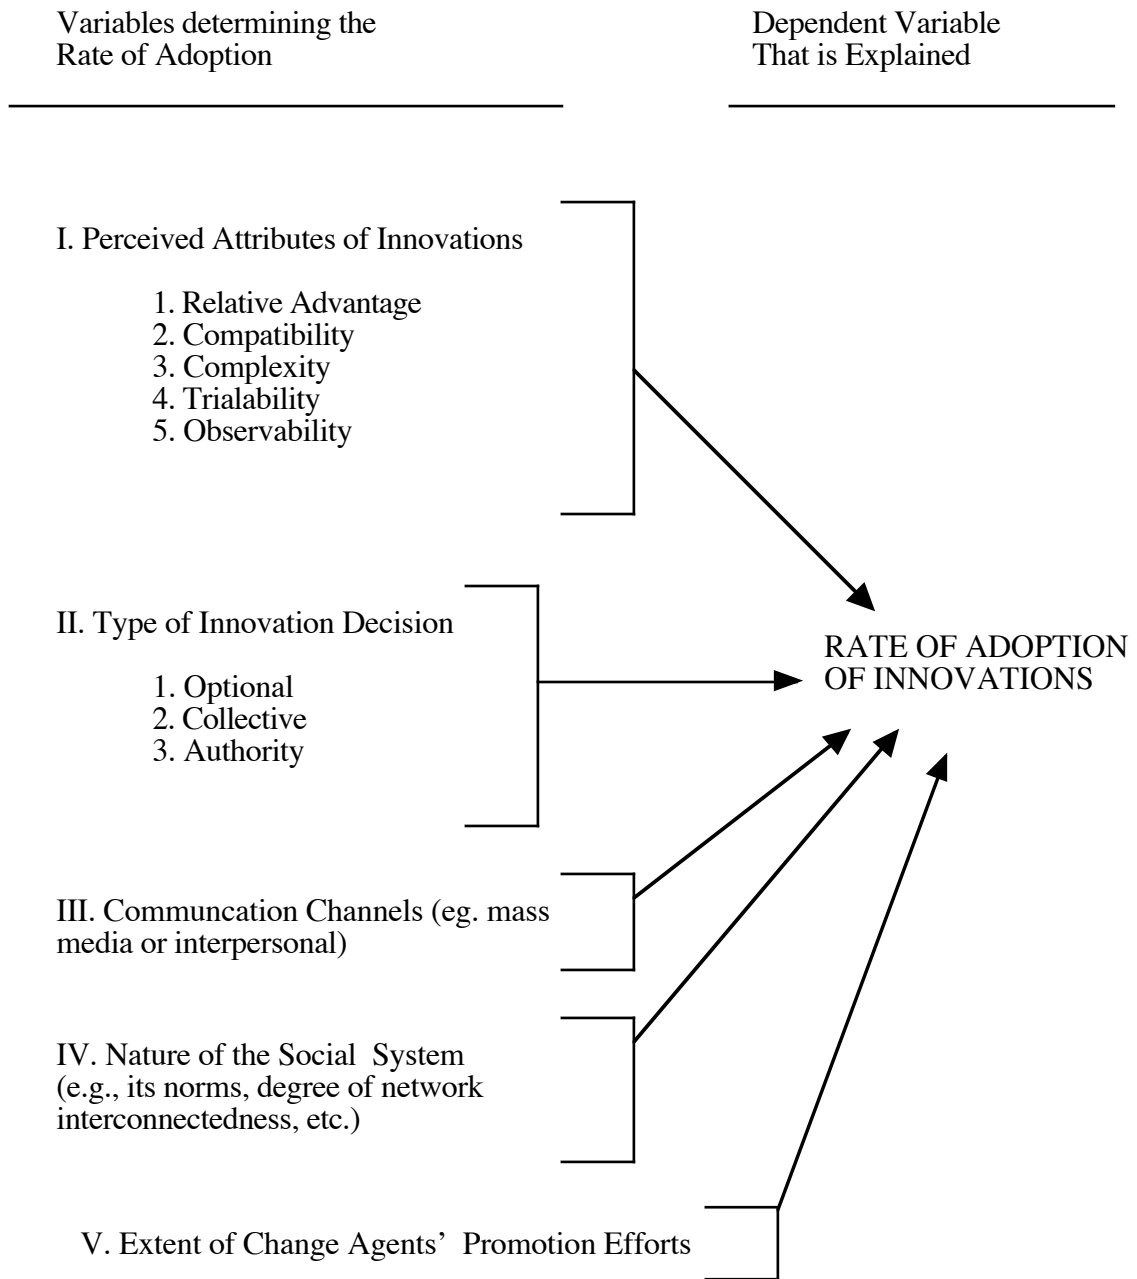 Variables determining the
Rate of Adoption
Dependent Variable
That is Explained
I. Perceived Attributes of Innovations
1. Relative Advantage
2. Compatibility
3. Complexity
4. Trialability
5. Observability
II. Type of Innovation Decision
1. Optional
2. Collective
3. Authority
RATE OF ADOPTION
OF INNOVATIONS
III. Communcation Channels (eg. mass
media or interpersonal)
IV. Nature of the Social  System
(e.g., its norms, degree of network
interconnectedness, etc.)
V. Extent of Change Agents’  Promotion Efforts